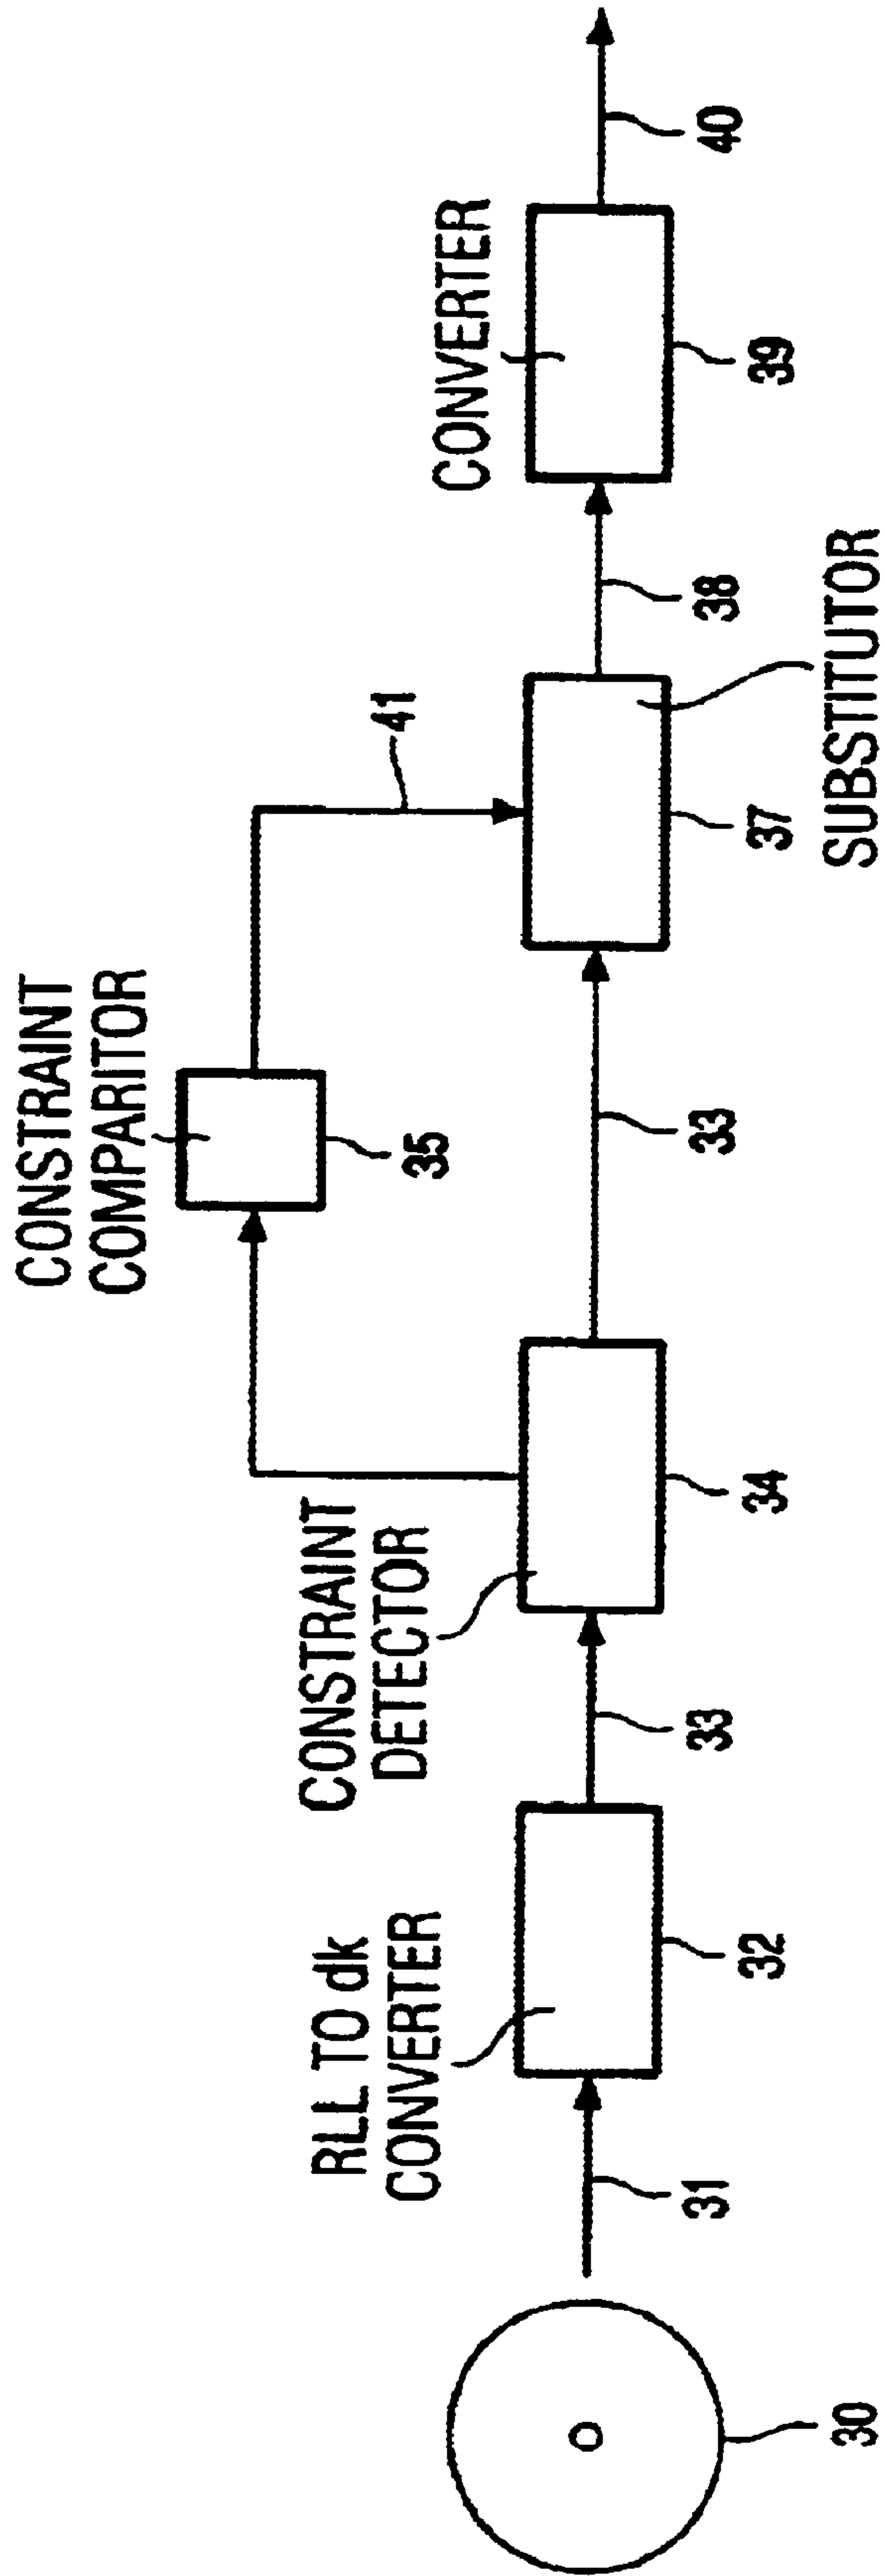 CONSTRAINT
COMPARITOR
35
41
CONSTRAINT
DETECTOR
RLL TO dk
CONVERTER
CONVERTER
30
31
32
33
34
33
37
SUBSTITUTOR
38
39
40